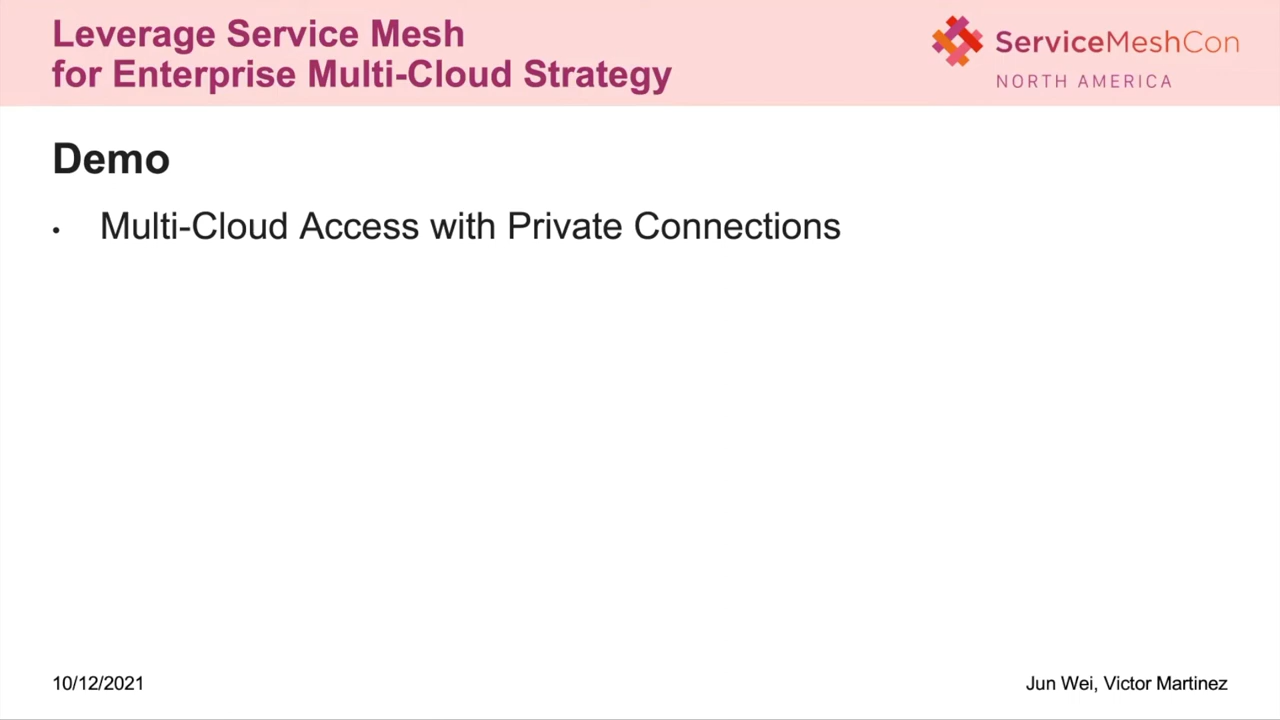 Leverage Service Mesh
for Enterprise Multi-Cloud Strategy
ServiceMeshCon
NORTH AMERICA
Demo
• Multi-Cloud Access with Private Connections
10/12/2021
Jun Wei, Victor Martinez